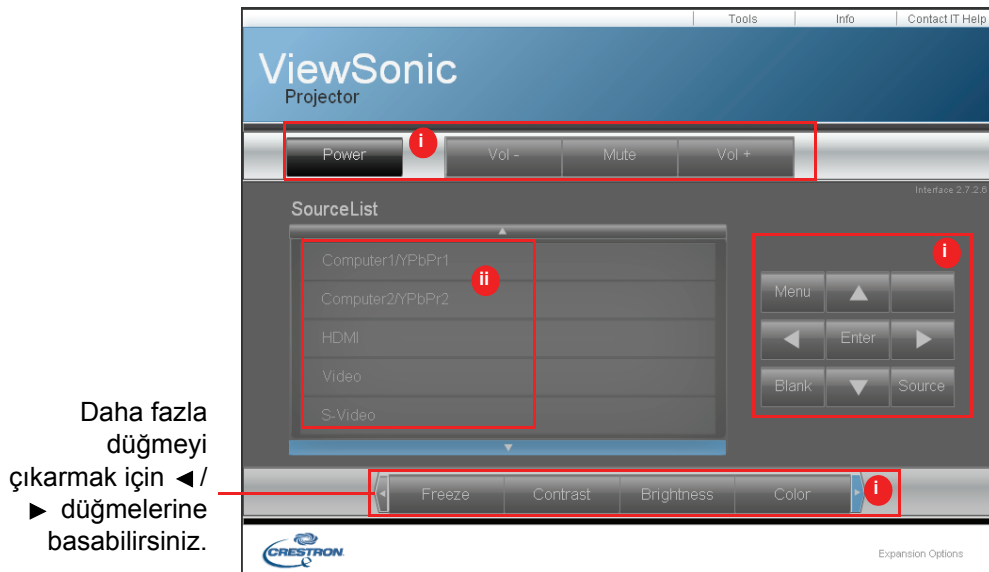 Tools Info Contact IT Help
ViewSonic
Projector
Power i Vol - Mute Vol +
Interface 2.7.2.6
SourceList
Computer1/YPbPr1
ii
Computer2/YPbPr2
HDMI
Video
S-Video
i
Menu
Enter
Blank Source
Daha fazla
düğmeyi
çıkarmak için ◄ /
► düğmelerine
basabilirsiniz.
Freeze Contrast Brightness Color i
CRESTRON
e
Expansion Options